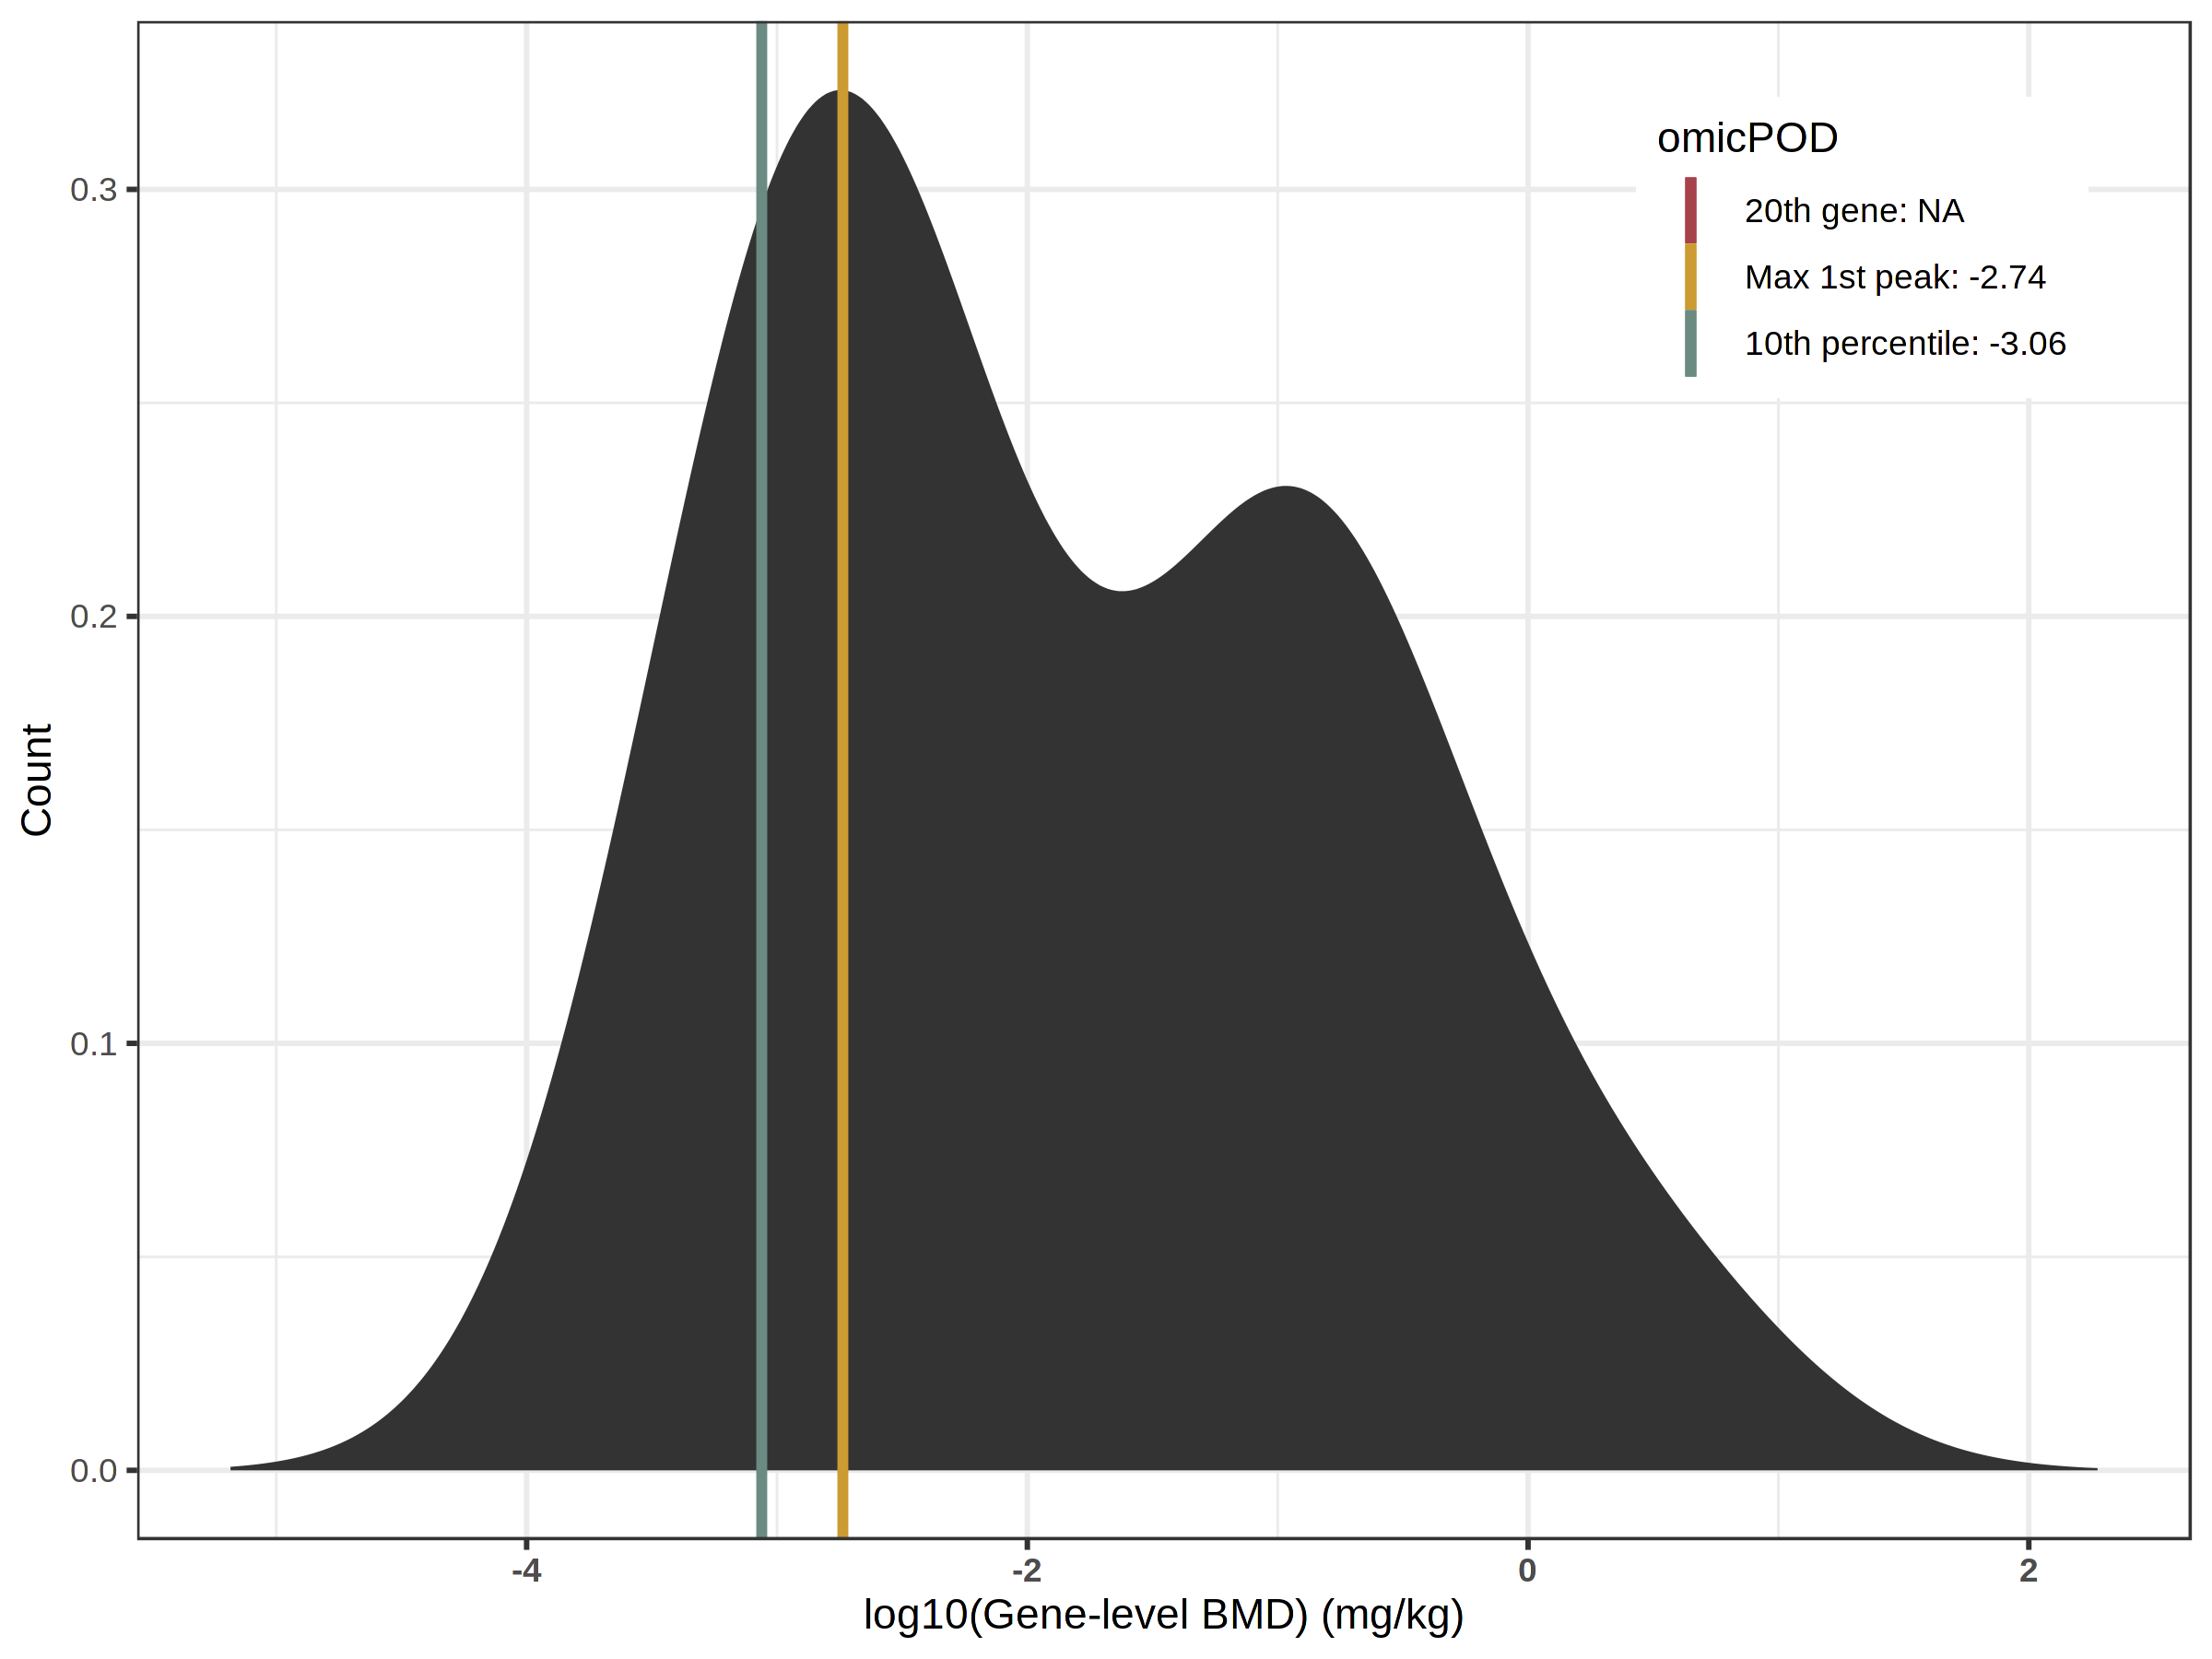 omicPOD
20th gene: NA
Max 1st peak: -2.74
10th percentile: -3.06
0.3
0.2
0.1
0.0
Count
-4 -2 0 2
log10(Gene-level BMD) (mg/kg)